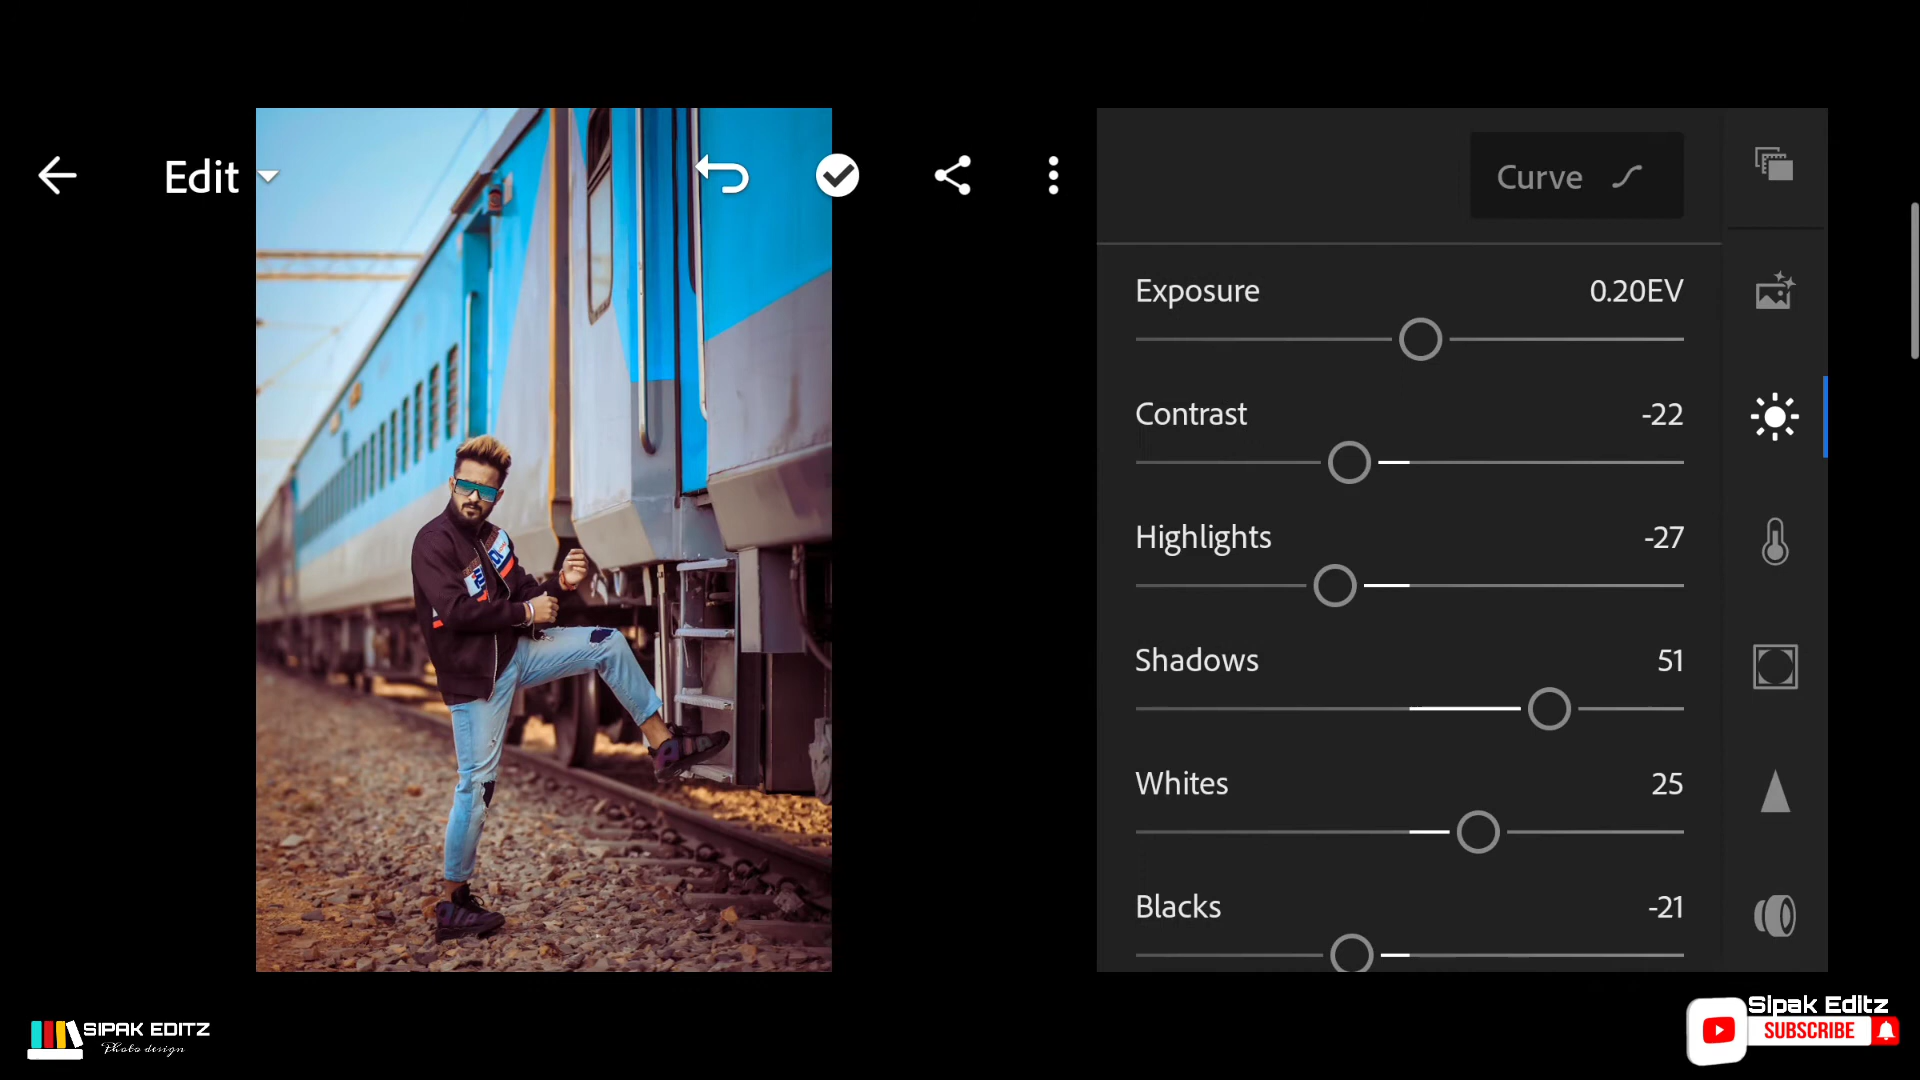 Edit
Curve
Exposure 0.20EV
Contrast -22
Highlights -27
Shadows 51
Whites 25
Blacks -21
SIPAK EDITZ
Photo design
Sipak Editz
SUBSCRIBE